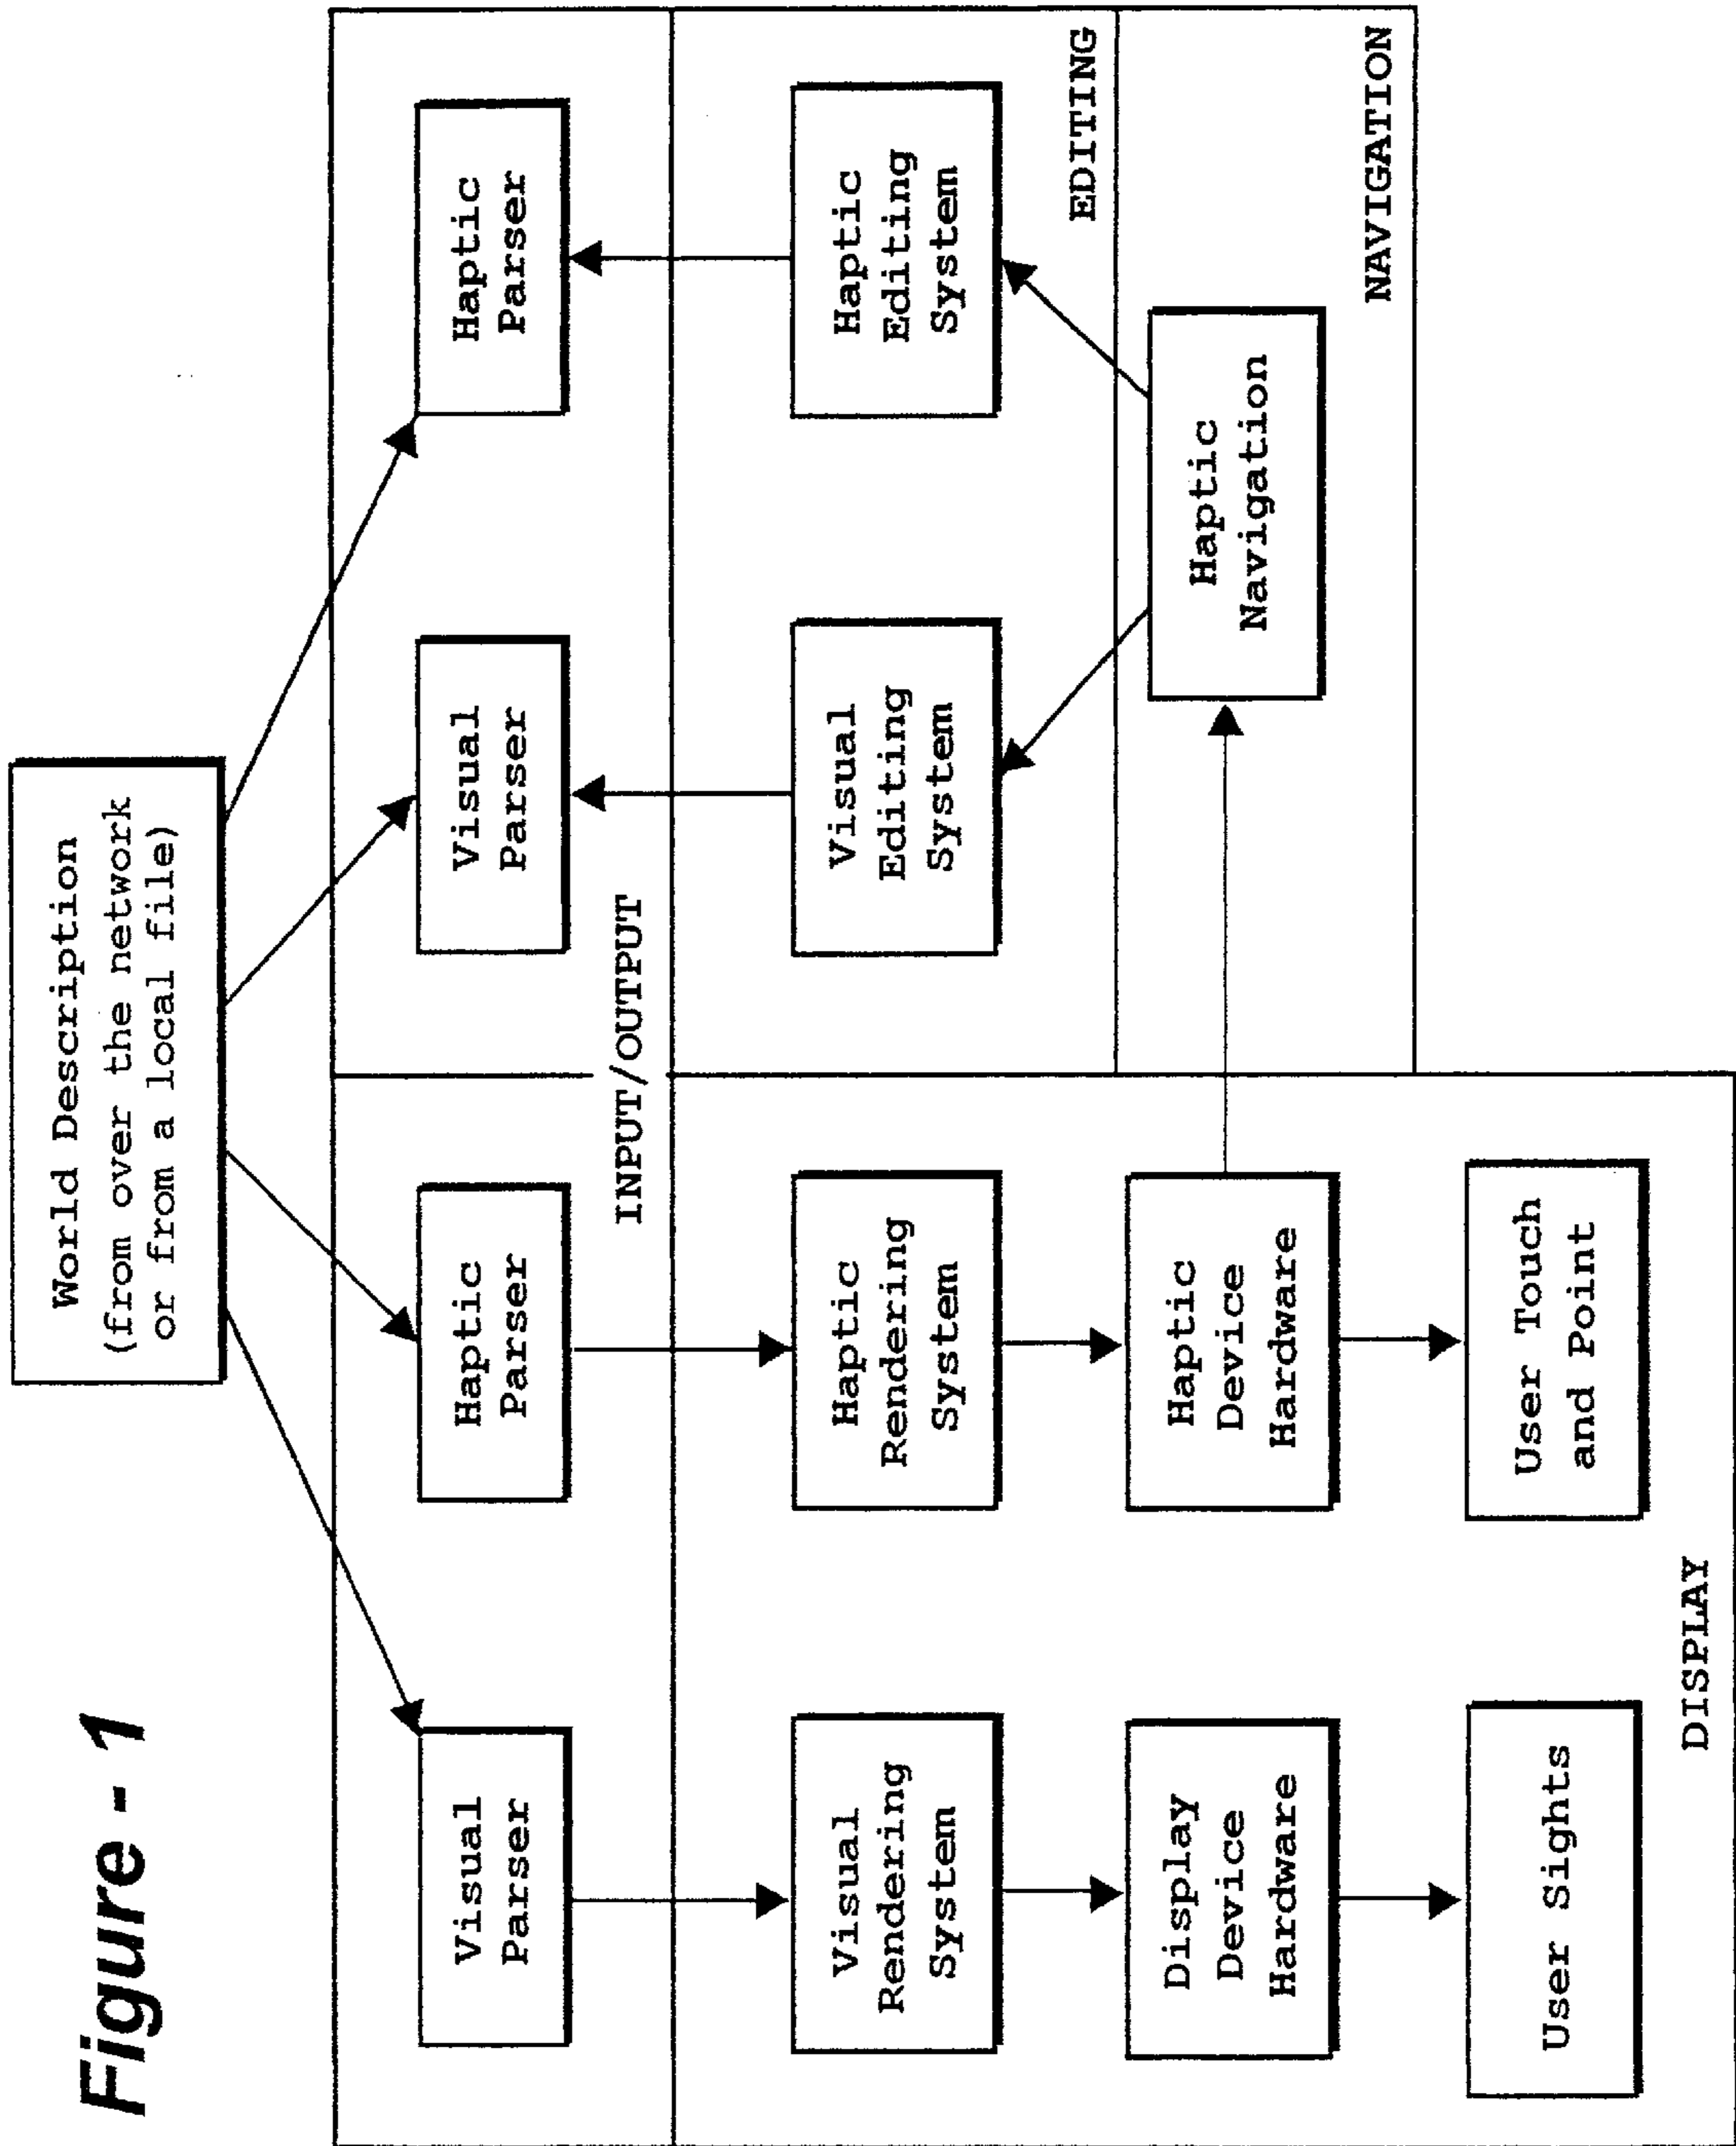 Figure - 1
World Description
(from over the network
or from a local file)
Visual
Parser
Haptic
Parser
Visual
Parser
Haptic
Parser
INPUT/OUTPUT
Visual
Rendering
System
Haptic
Rendering
System
Visual
Editing
System
Haptic
Editing
System
EDITING
Display
Device
Hardware
Haptic
Device
Hardware
Haptic
Navigation
NAVIGATION
User Sights
User Touch
and Point
DISPLAY